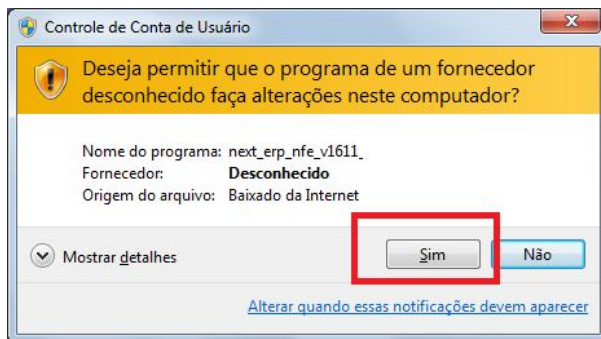 Controle de Conta de Usuário
Deseja permitir que o programa de um fornecedor
desconhecido faça alterações neste computador?
Nome do programa: next_erp_nfe_v1611_
Fornecedor: Desconhecido
Origem do arquivo: Baixado da Internet
Mostrar detalhes Sim Não
Alterar quando essas notificações devem aparecer